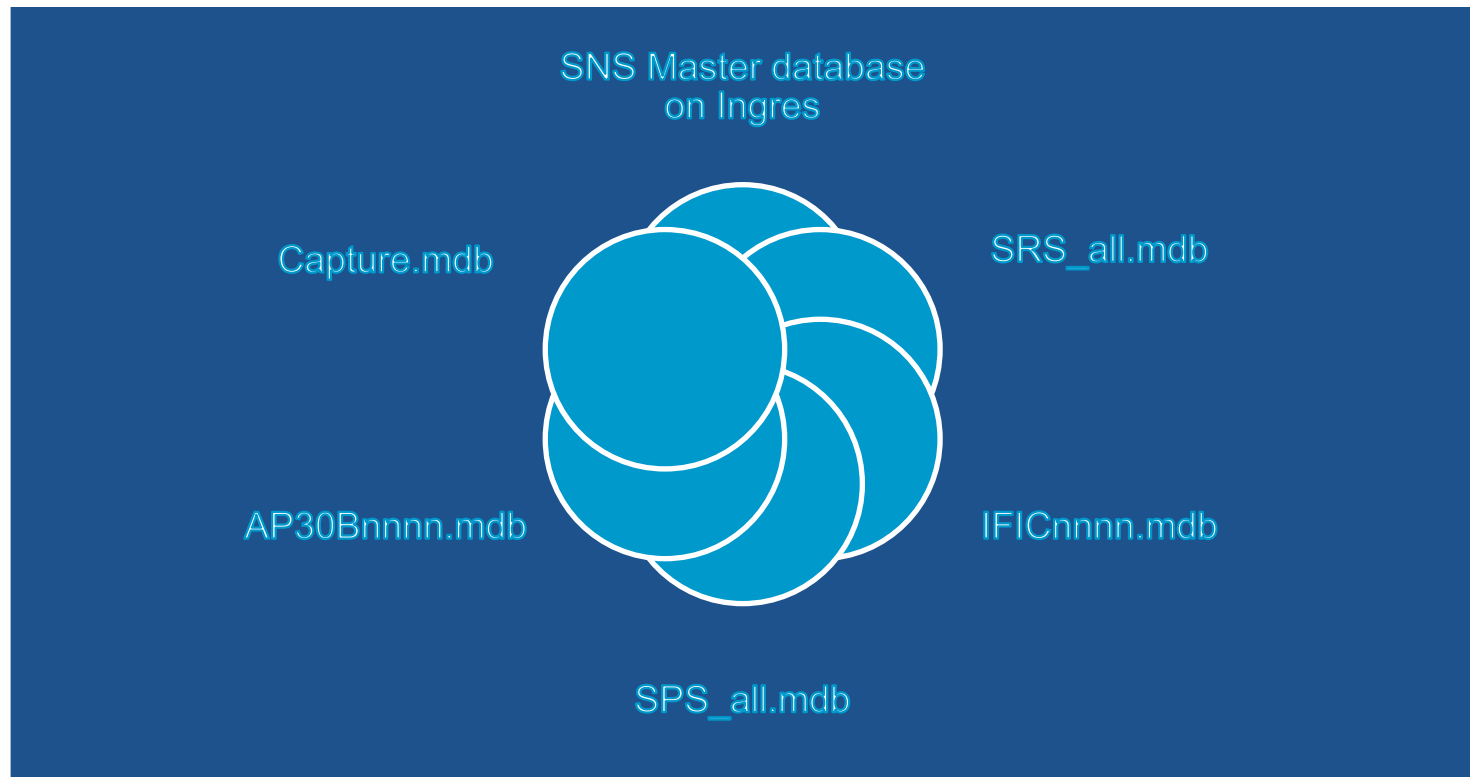 SNS Master database
on Ingres
Capture.mdb
SRS_all.mdb
AP30Bnnnn.mdb
IFICnnnn.mdb
SPS_all.mdb